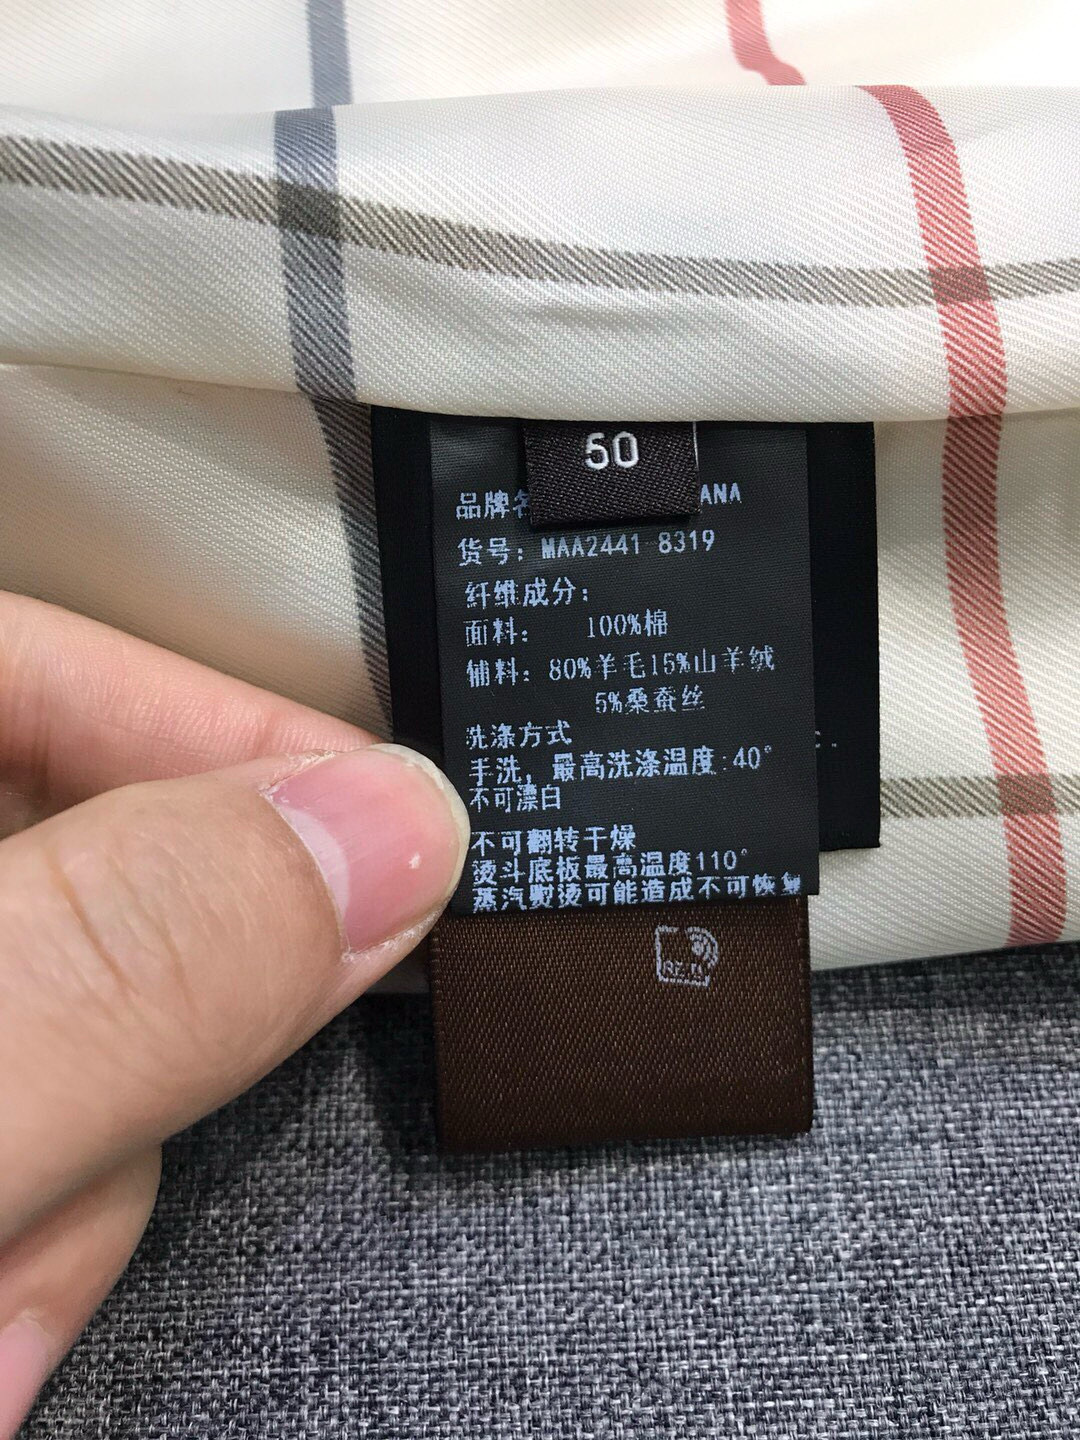 50
品牌名
ANA
货号: MAA2441 8319
纤维成分:
面料: 100%棉
辅料: 80%羊毛15%山羊绒
5%桑蚕丝
洗涤方式
手洗, 最高洗涤温度:40°
不可漂白
不可翻转干燥
烫斗底板最高温度110°
蒸汽熨烫可能造成不可恢复